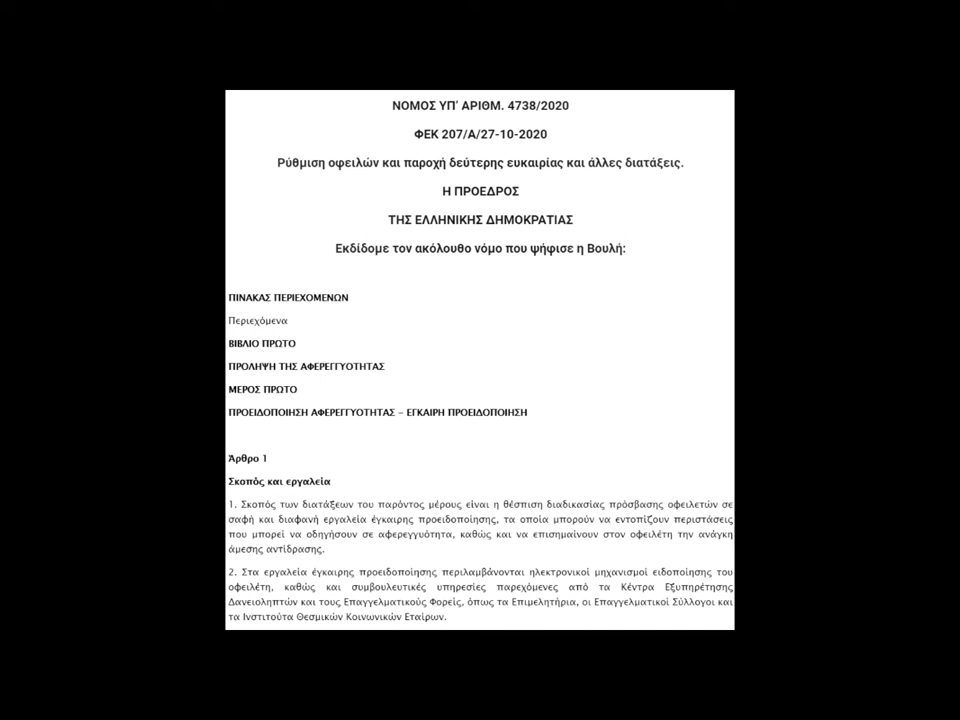 ΝΟΜΟΣ ΥΠ' ΑΡΙΘΜ. 4738/2020
ΦΕΚ 207/Α/27-10-2020
Ρύθμιση οφειλών και παροχή δεύτερης ευκαιρίας και άλλες διατάξεις.
Η ΠΡΟΕΔΡΟΣ
ΤΗΣ ΕΛΛΗΝΙΚΗΣ ΔΗΜΟΚΡΑΤΙΑΣ
Εκδίδομε τον ακόλουθο νόμο που ψήφισε η Βουλή:
ΠΙΝΑΚΑΣ ΠΕΡΙΕΧΟΜΕΝΩΝ
Περιεχόμενα
ΒΙΒΛΙΟ ΠΡΩΤΟ
ΠΡΟΛΗΨΗ ΤΗΣ ΑΦΕΡΕΓΓΥΟΤΗΤΑΣ
ΜΕΡΟΣ ΠΡΩΤΟ
ΠΡΟΕΙΔΟΠΟΙΗΣΗ ΑΦΕΡΕΓΓΥΟΤΗΤΑΣ – ΕΓΚΑΙΡΗ ΠΡΟΕΙΔΟΠΟΙΗΣΗ
Άρθρο 1
Σκοπός και εργαλεία
1. Σκοπός των διατάξεων του παρόντος μέρους είναι η θέσπιση διαδικασίας πρόσβασης οφειλετών σε
σαφή και διαφανή εργαλεία έγκαιρης προειδοποίησης, τα οποία μπορούν να εντοπίζουν περιστάσεις
που μπορεί να οδηγήσουν σε αφερεγγυότητα, καθώς και να επισημαίνουν στον οφειλέτη την ανάγκη
άμεσης αντίδρασης.
2. Στα εργαλεία έγκαιρης προειδοποίησης περιλαμβάνονται ηλεκτρονικοί μηχανισμοί ειδοποίησης του
οφειλέτη, καθώς και συμβουλευτικές υπηρεσίες παρεχόμενες από τα Κέντρα Εξυπηρέτησης
Δανειοληπτών και τους Επαγγελματικούς Φορείς, όπως τα Επιμελητήρια, οι Επαγγελματικοί Σύλλογοι και
τα Ινστιτούτα Θεσμικών Κοινωνικών Εταίρων.